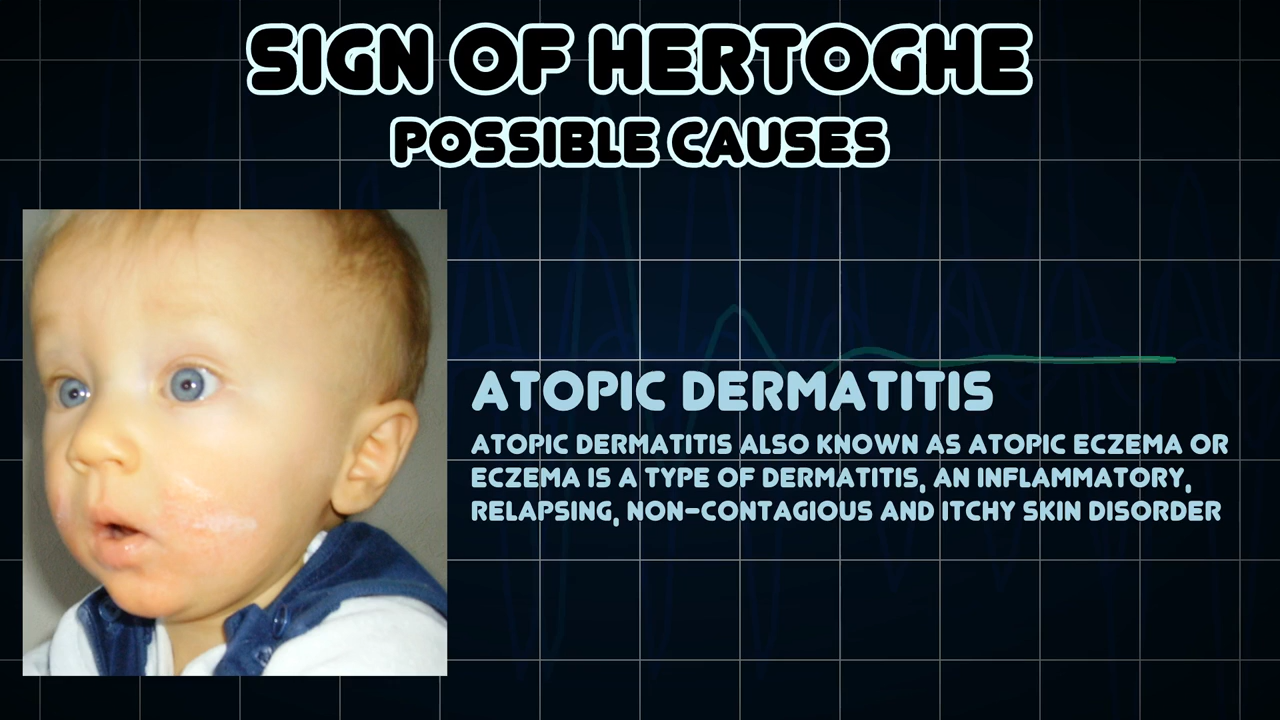 SIGN OF HERTOGHE
POSSIBLE CAUSES
ATOPIC DERMATITIS
ATOPIC DERMATITIS ALSO KNOWN AS ATOPIC ECZEMA OR
ECZEMA IS A TYPE OF DERMATITIS, AN INFLAMMATORY,
RELAPSING, NON-CONTAGIOUS AND ITCHY SKIN DISORDER